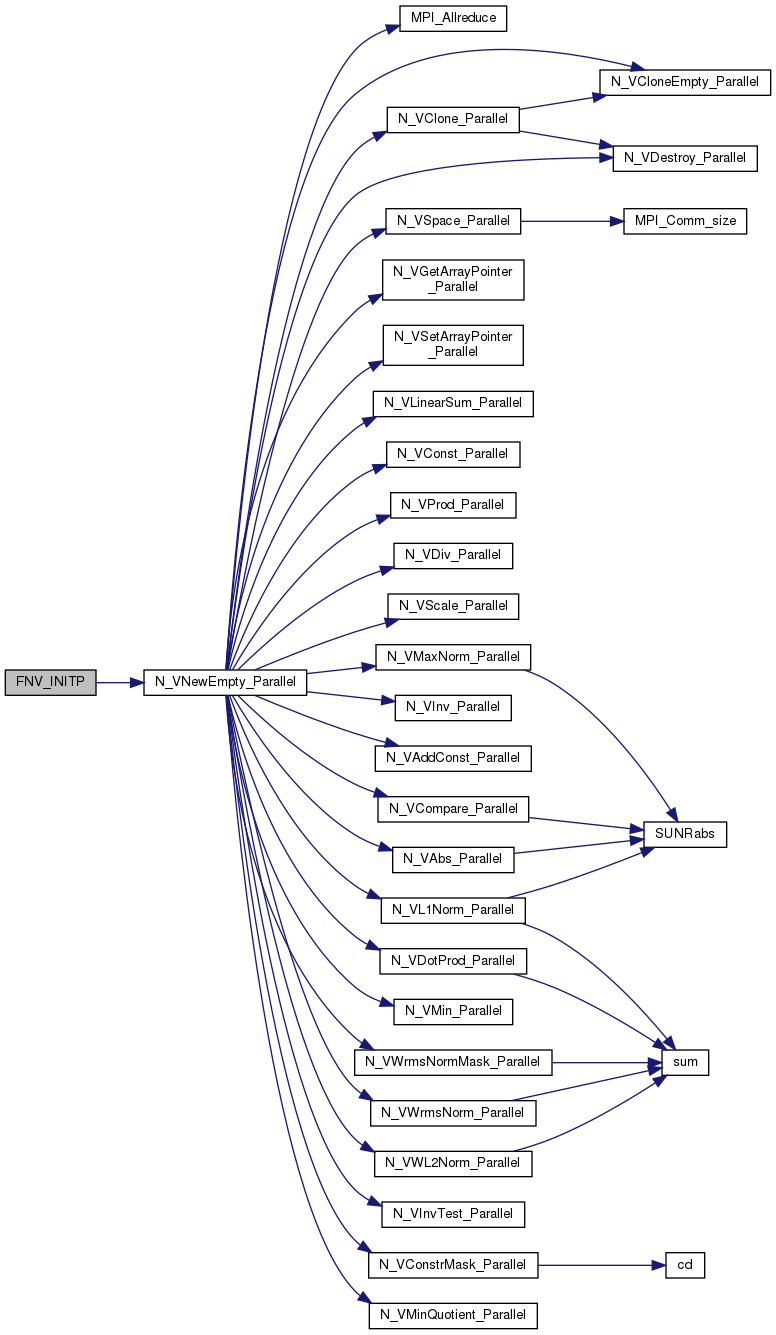 MPI_Allreduce
N_VCloneEmpty_Parallel
N_VClone_Parallel
N_VDestroy_Parallel
N_VSpace_Parallel
MPI_Comm_size
N_VGetArrayPointer
_Parallel
N_VSetArrayPointer
_Parallel
N_VLinearSum_Parallel
N_VConst_Parallel
N_VProd_Parallel
N_VDiv_Parallel
N_VScale_Parallel
N_VMaxNorm_Parallel
FNV_INITP
N_VNewEmpty_Parallel
N_VInv_Parallel
N_VAddConst_Parallel
N_VCompare_Parallel
SUNRabs
N_VAbs_Parallel
N_VL1Norm_Parallel
N_VDotProd_Parallel
N_VMin_Parallel
N_VWrmsNormMask_Parallel
sum
N_VWrmsNorm_Parallel
N_VWL2Norm_Parallel
N_VInvTest_Parallel
N_VConstrMask_Parallel
cd
N_VMinQuotient_Parallel